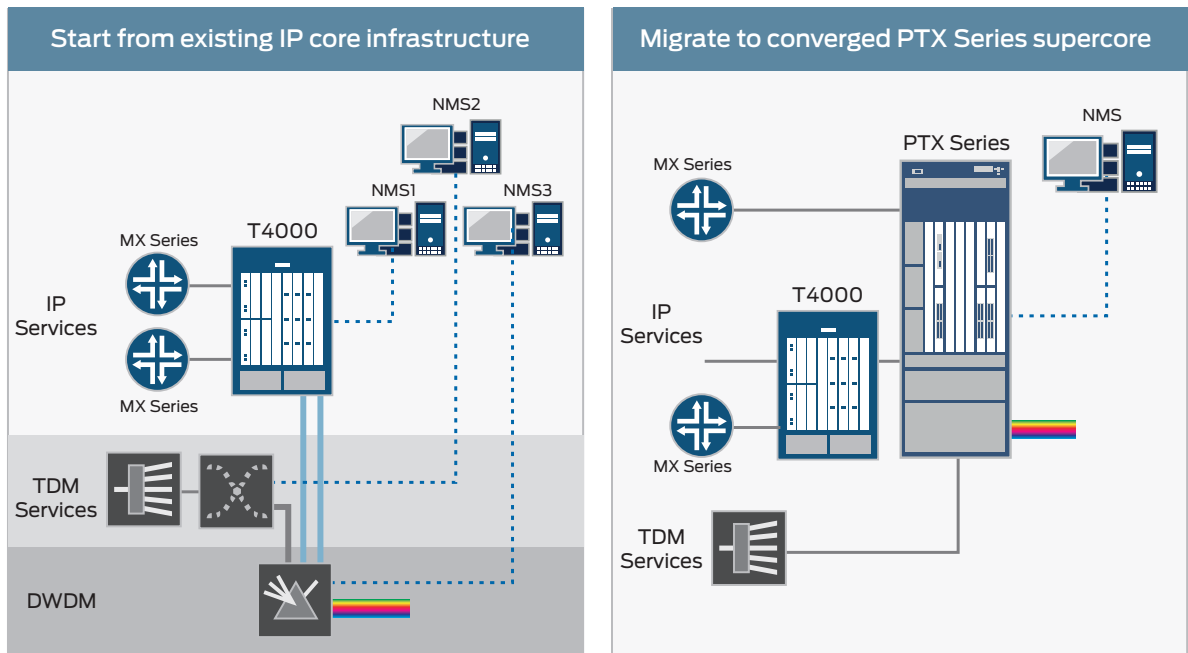 Start from existing IP core infrastructure
NMS2
NMS1
NMS3
MX Series
T4000
IP
Services
MX Series
TDM
Services
DWDM
Migrate to converged PTX Series supercore
NMS
PTX Series
MX Series
T4000
IP
Services
MX Series
TDM
Services